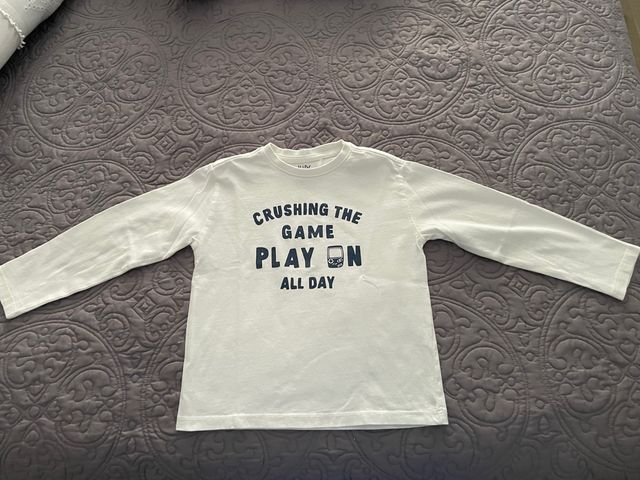 CRUSHING THE
GAME
PLAY ON
ALL DAY